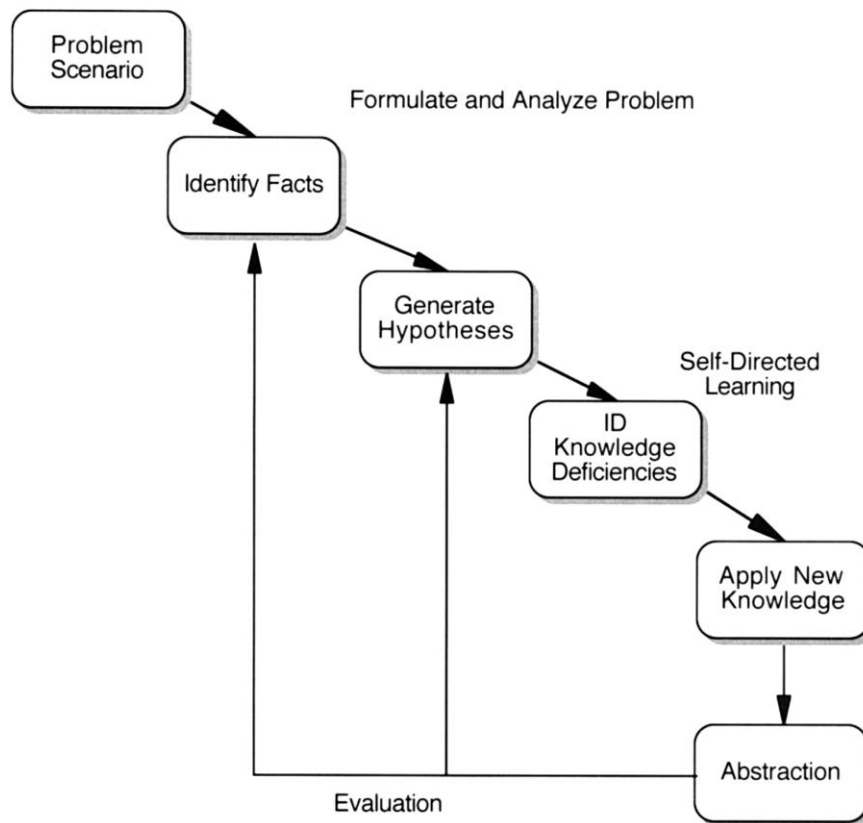 Problem
Scenario
Formulate and Analyze Problem
Identify Facts
Generate
Hypotheses
Self-Directed
Learning
ID
Knowledge
Deficiencies
Apply New
Knowledge
Abstraction
Evaluation